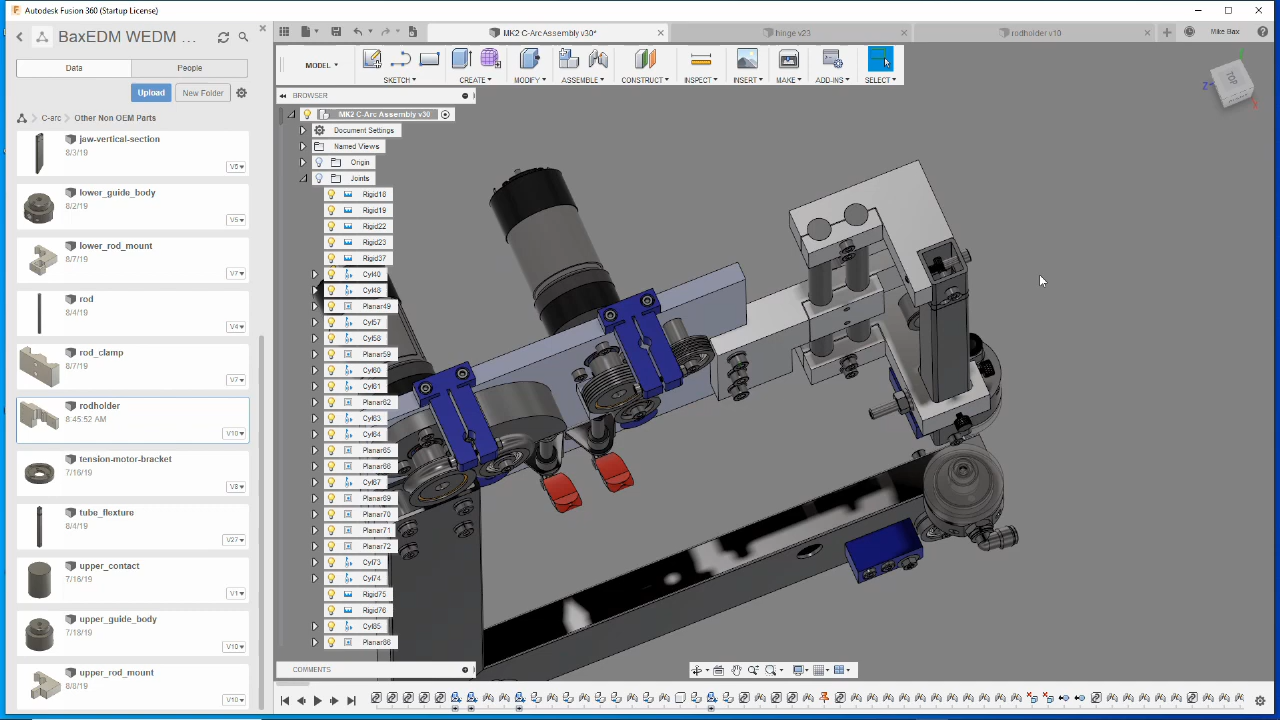 Autodesk Fusion 360 (Startup License)
BaxEDM WEDM ...
MK2 C-Arc Assembly v30*
hinge v23
rodholder v10
Mike Bax
Data
People
Upload
New Folder
C-arc > Other Non OEM Parts
jaw-vertical-section
8/3/19
V5
lower_guide_body
8/2/19
V5
lower_rod_mount
8/7/19
V7
rod
8/4/19
V4
rod_clamp
8/7/19
V7
rodholder
6:45:52 AM
V10
tension-motor-bracket
7/16/19
V8
tube_flexture
8/4/19
V27
upper_contact
7/16/19
V1
upper_guide_body
7/18/19
V10
upper_rod_mount
8/8/19
V10
MODEL
SKETCH
CREATE
MODIFY
ASSEMBLE
CONSTRUCT
INSPECT
INSERT
MAKE
ADD-INS
SELECT
BROWSER
MK2 C-Arc Assembly v30
Document Settings
Named Views
Origin
Joints
Rigid16
Rigid19
Rigid22
Rigid23
Rigid37
Cyl40
Cyl48
Planar49
Cyl57
Cyl58
Planar59
Cyl60
Cyl61
Planar62
Cyl63
Cyl64
Planar65
Planar66
Cyl67
Planar69
Planar70
Planar71
Planar72
Cyl73
Cyl74
Rigid75
Rigid76
Cyl85
Planar86
COMMENTS
TOP
Z
X